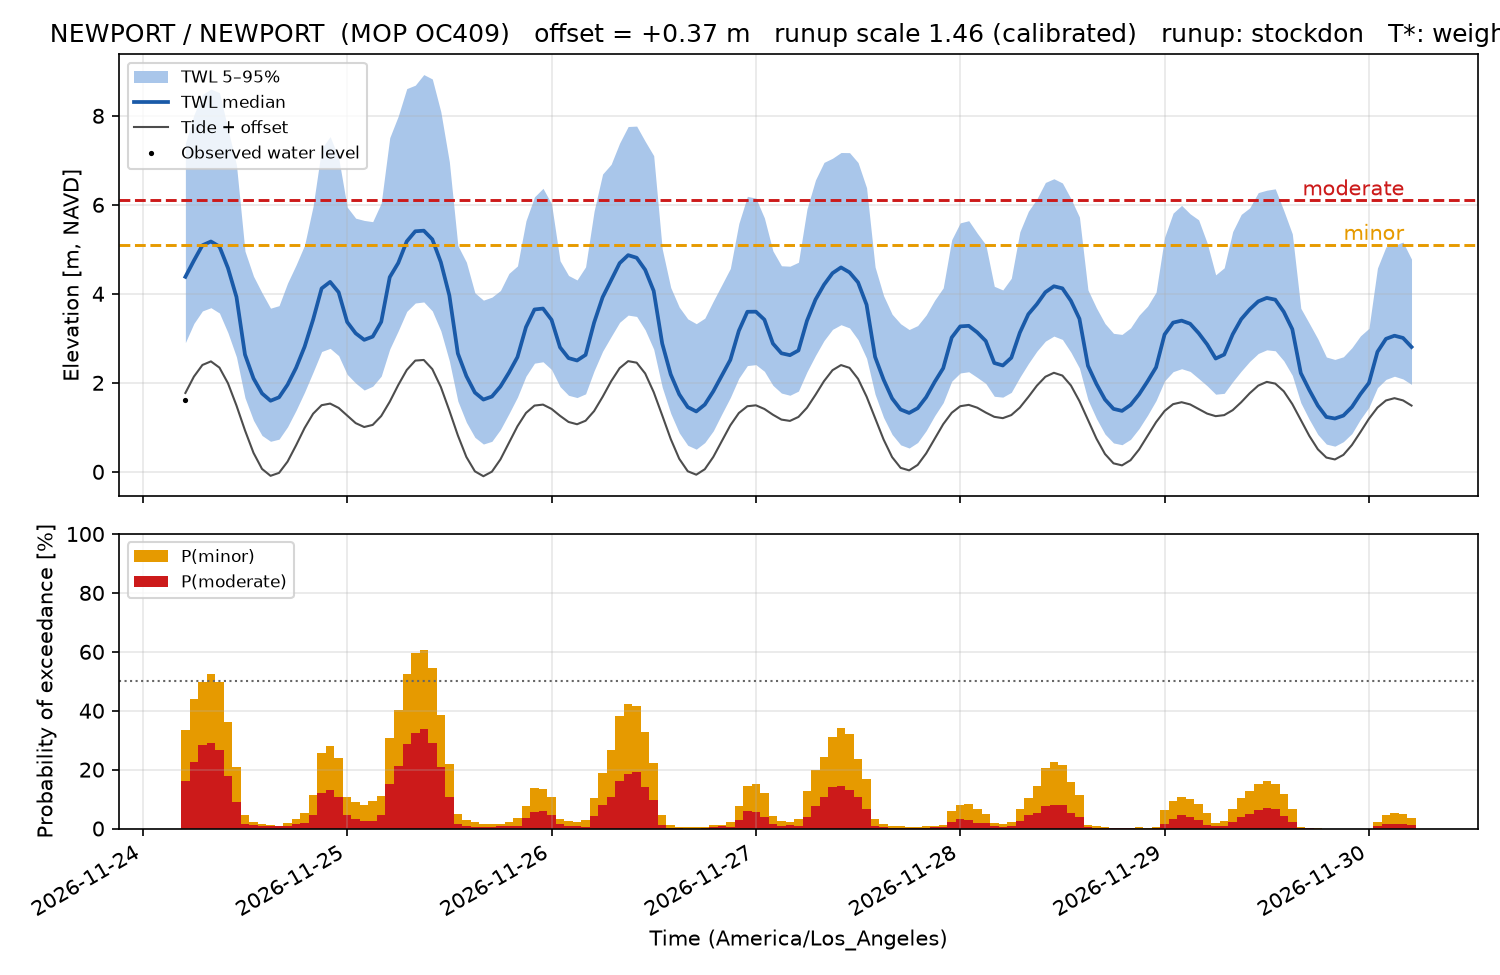 NEWPORT / NEWPORT (MOP OC409) offset = +0.37 m runup scale 1.46 (calibrated) runup: stockdon T*:
TWL 5–95%
TWL median
Tide + offset
Observed water level
moderate
minor
Elevation [m, NAVD]
8
6
4
2
0
P(minor)
P(moderate)
Probability of exceedance [%]
100
80
60
40
20
0
2026-11-24
2026-11-25
2026-11-26
2026-11-27
2026-11-28
2026-11-29
2026-11-30
Time (America/Los_Angeles)